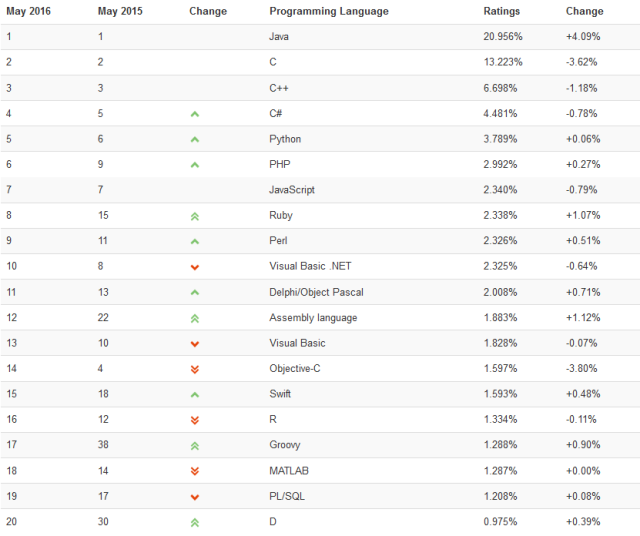 May 2016 May 2015 Change Programming Language Ratings Change
1 1 Java 20.956% +4.09%
2 2 C 13.223% -3.62%
3 3 C++ 6.698% -1.18%
4 5 C# 4.481% -0.78%
5 6 Python 3.789% +0.06%
6 9 PHP 2.992% +0.27%
7 7 JavaScript 2.340% -0.79%
8 15 Ruby 2.338% +1.07%
9 11 Perl 2.326% +0.51%
10 8 Visual Basic .NET 2.325% -0.64%
11 13 Delphi/Object Pascal 2.008% +0.71%
12 22 Assembly language 1.883% +1.12%
13 10 Visual Basic 1.828% -0.07%
14 4 Objective-C 1.597% -3.80%
15 18 Swift 1.593% +0.48%
16 12 R 1.334% -0.11%
17 38 Groovy 1.288% +0.90%
18 14 MATLAB 1.287% +0.00%
19 17 PL/SQL 1.208% +0.08%
20 30 D 0.975% +0.39%